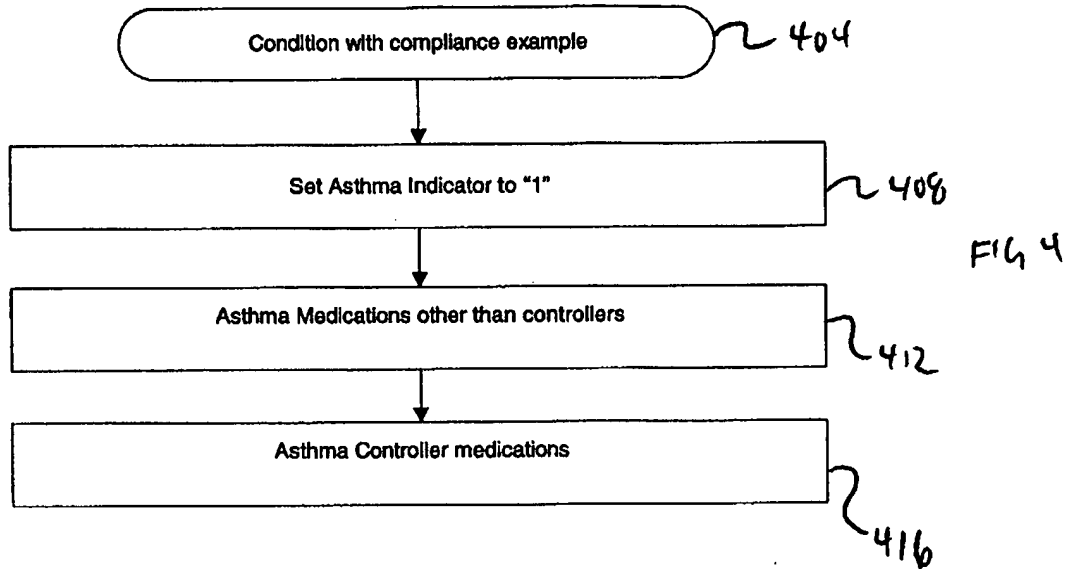 Condition with compliance example
404
Set Asthma Indicator to "1"
408
FIG 4
Asthma Medications other than controllers
412
Asthma Controller medications
416